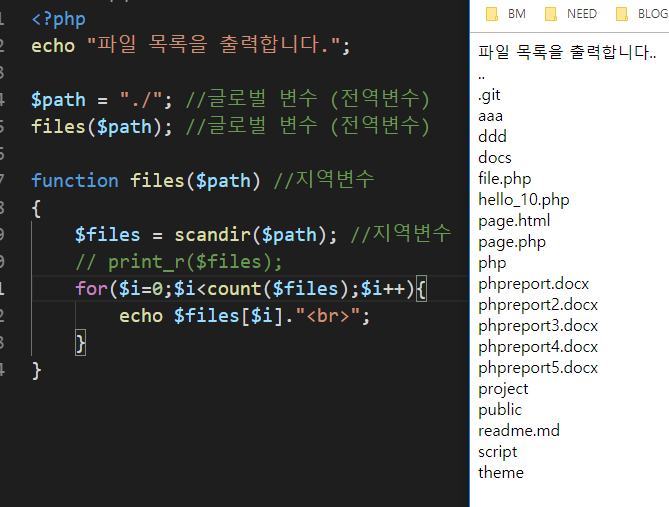 <?php
echo "파일 목록을 출력합니다.";
$path = "./"; //글로벌 변수 (전역변수)
files($path); //글로벌 변수 (전역변수)
function files($path) //지역변수
{
$files = scandir($path); //지역변수
// print_r($files);
for($i=0;$i<count($files);$i++){
echo $files[$i]."<br>";
}
}
BM NEED BLOG
파일 목록을 출력합니다..
..
.git
aaa
ddd
docs
file.php
hello_10.php
page.html
page.php
php
phpreport.docx
phpreport2.docx
phpreport3.docx
phpreport4.docx
phpreport5.docx
project
public
readme.md
script
theme